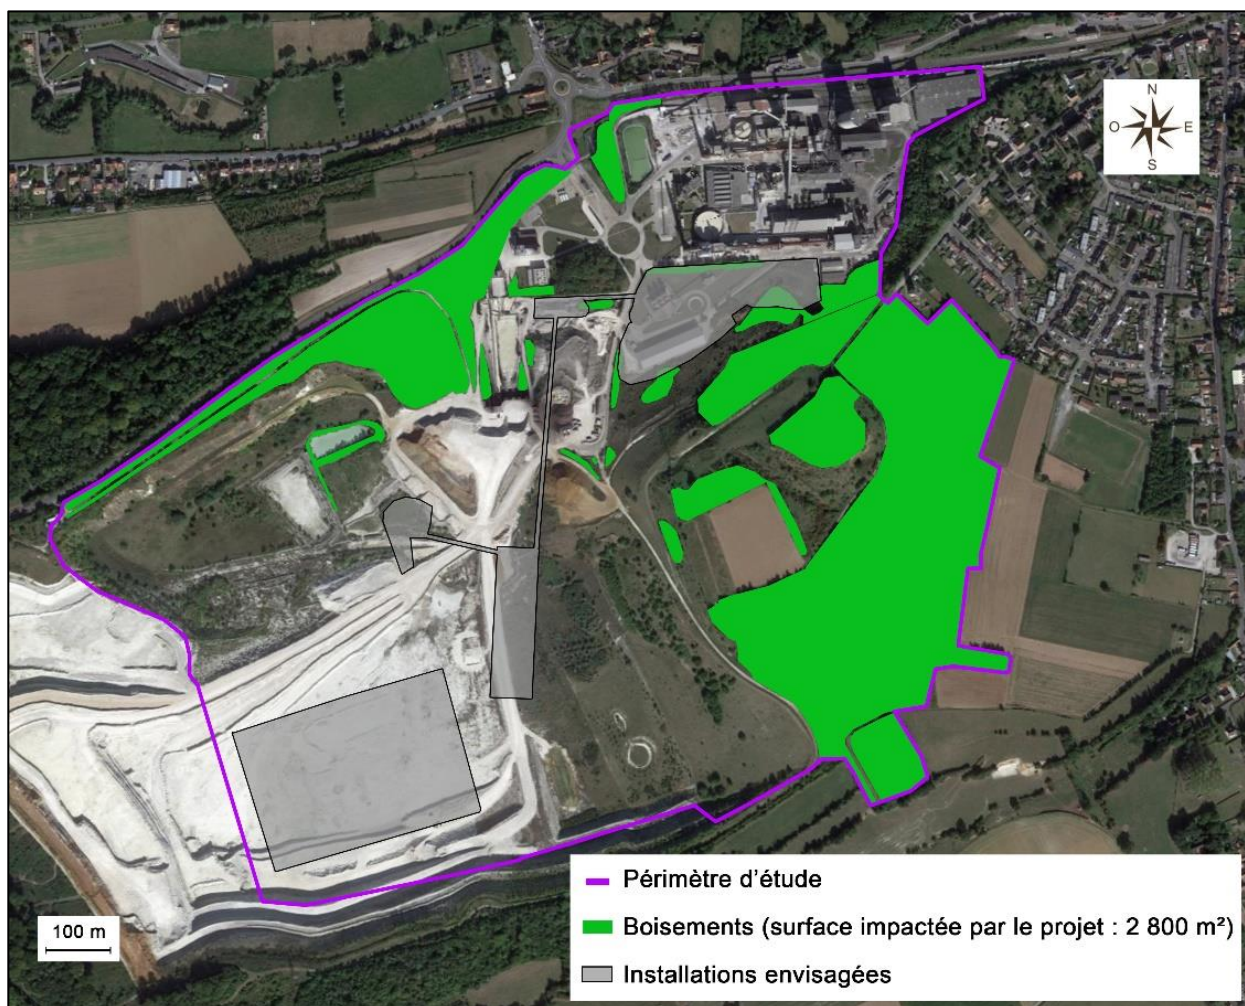 N
O E
S
100 m
Périmètre d'étude
Boisements (surface impactée par le projet : 2 800 m²)
Installations envisagées